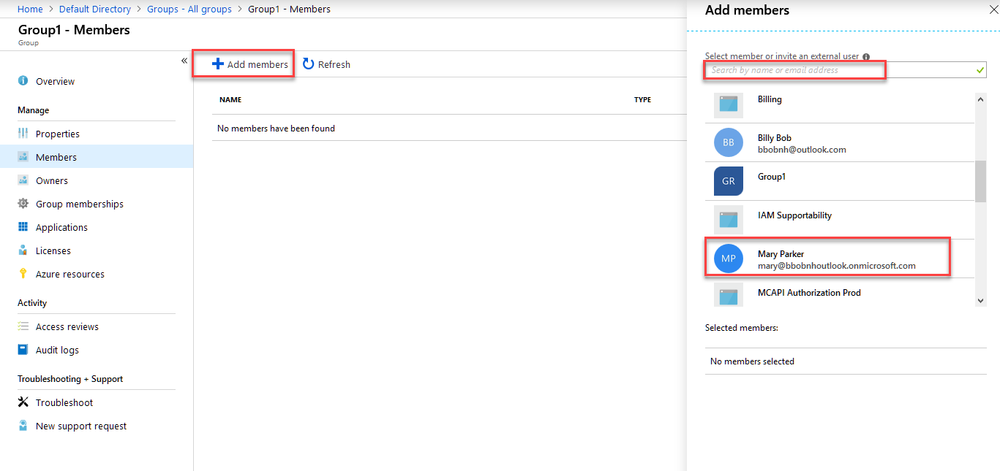 Home > Default Directory > Groups - All groups > Group1 - Members
Group1 - Members
Group
«
Overview
Manage
Properties
Members
Owners
Group memberships
Applications
Licenses
Azure resources
Activity
Access reviews
Audit logs
Troubleshooting + Support
Troubleshoot
New support request
Add members Refresh
NAME TYPE
No members have been found
Add members
Select member or invite an external user
Search by name or email address
Billing
BB
Billy Bob
bbobnh@outlook.com
GR
Group1
IAM Supportability
MP
Mary Parker
mary@bbobnhoutlook.onmicrosoft.com
MCAPI Authorization Prod
Selected members:
No members selected